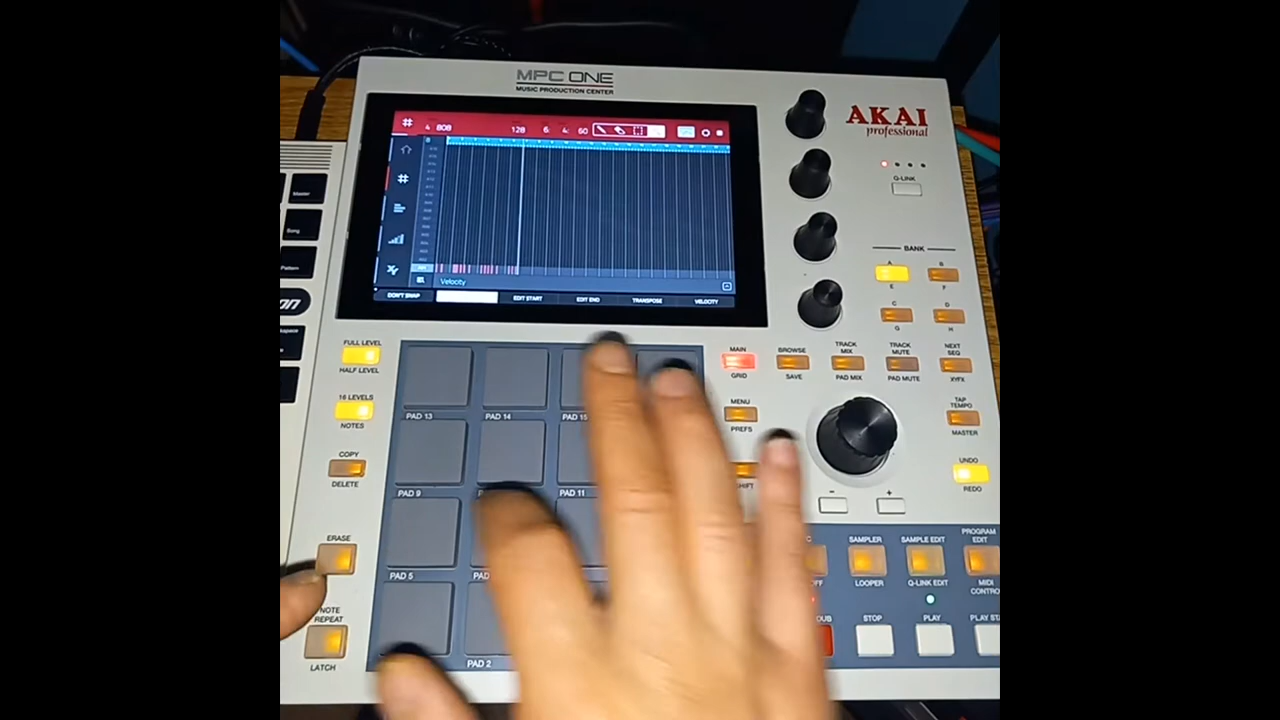 MPC ONE
MUSIC PRODUCTION CENTER
AKAI
professional
4 808 128 6: 4: 60
Velocity
DON'T SNAP
EDIT START
EDIT END
TRANSPOSE
VELOCITY
Master
Song
Pattern
Q-LINK
BANK
A
B
E
F
C
D
G
H
FULL LEVEL
HALF LEVEL
16 LEVELS
NOTES
COPY
DELETE
ERASE
NOTE
REPEAT
LATCH
PAD 13
PAD 14
PAD 15
PAD 9
PAD 11
PAD 5
PAD 2
MAIN
GRID
BROWSE
SAVE
TRACK
MIX
PAD MIX
TRACK
MUTE
PAD MUTE
NEXT
SEQ
XYFX
MENU
PREFS
TAP
TEMPO
MASTER
UNDO
REDO
- +
SAMPLER
LOOPER
SAMPLE EDIT
Q-LINK EDIT
PROGRAM
EDIT
MIDI
STOP
PLAY